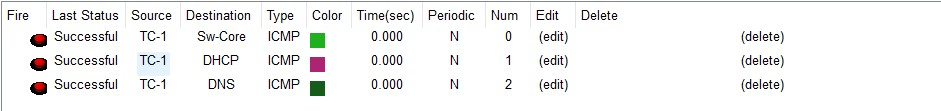 Fire Last Status Source Destination Type Color Time(sec) Periodic Num Edit Delete
Successful TC-1 Sw-Core ICMP 0.000 N 0 (edit) (delete)
Successful TC-1 DHCP ICMP 0.000 N 1 (edit) (delete)
Successful TC-1 DNS ICMP 0.000 N 2 (edit) (delete)